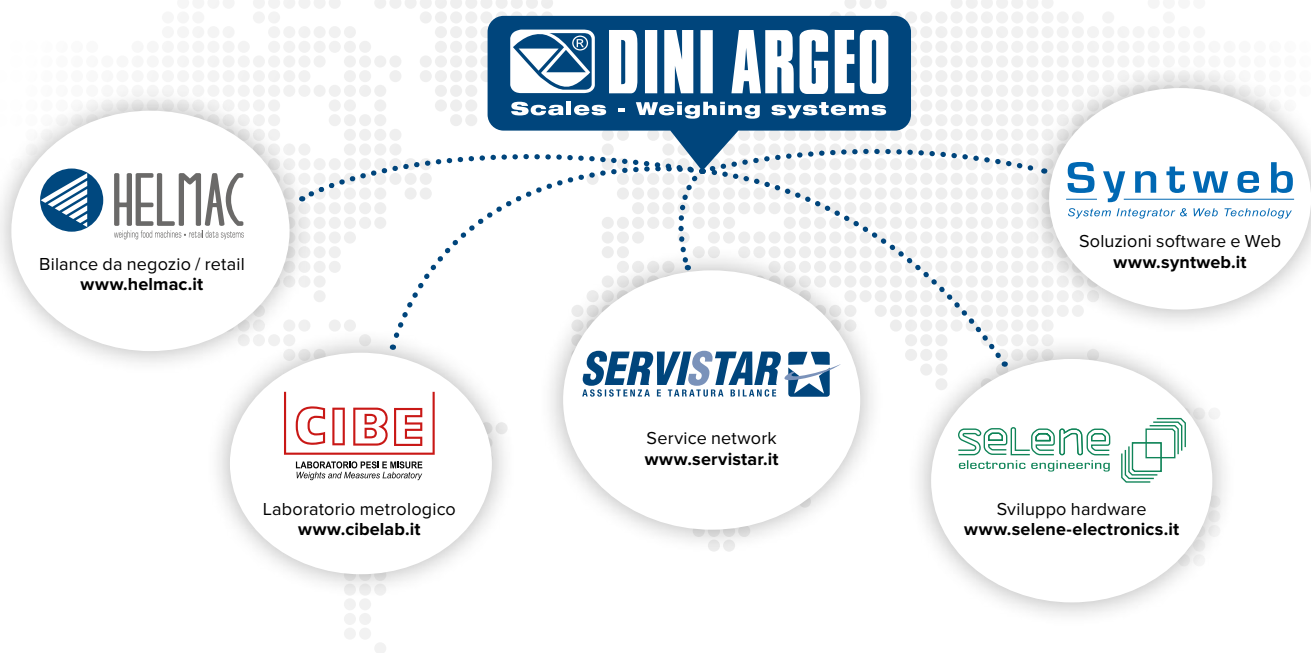 ® DINI ARGEO
Scales - Weighing systems
HELMAC
weighing food machines • retail data systems
Bilance da negozio / retail
www.helmac.it
CIBE
LABORATORIO PESI E MISURE
Weights and Measures Laboratory
Laboratorio metrologico
www.cibelab.it
SERVISTAR
ASSISTENZA E TARATURA BILANCE
Service network
www.servistar.it
seLene
electronic engineering
Sviluppo hardware
www.selene-electronics.it
Syntweb
System Integrator & Web Technology
Soluzioni software e Web
www.syntweb.it